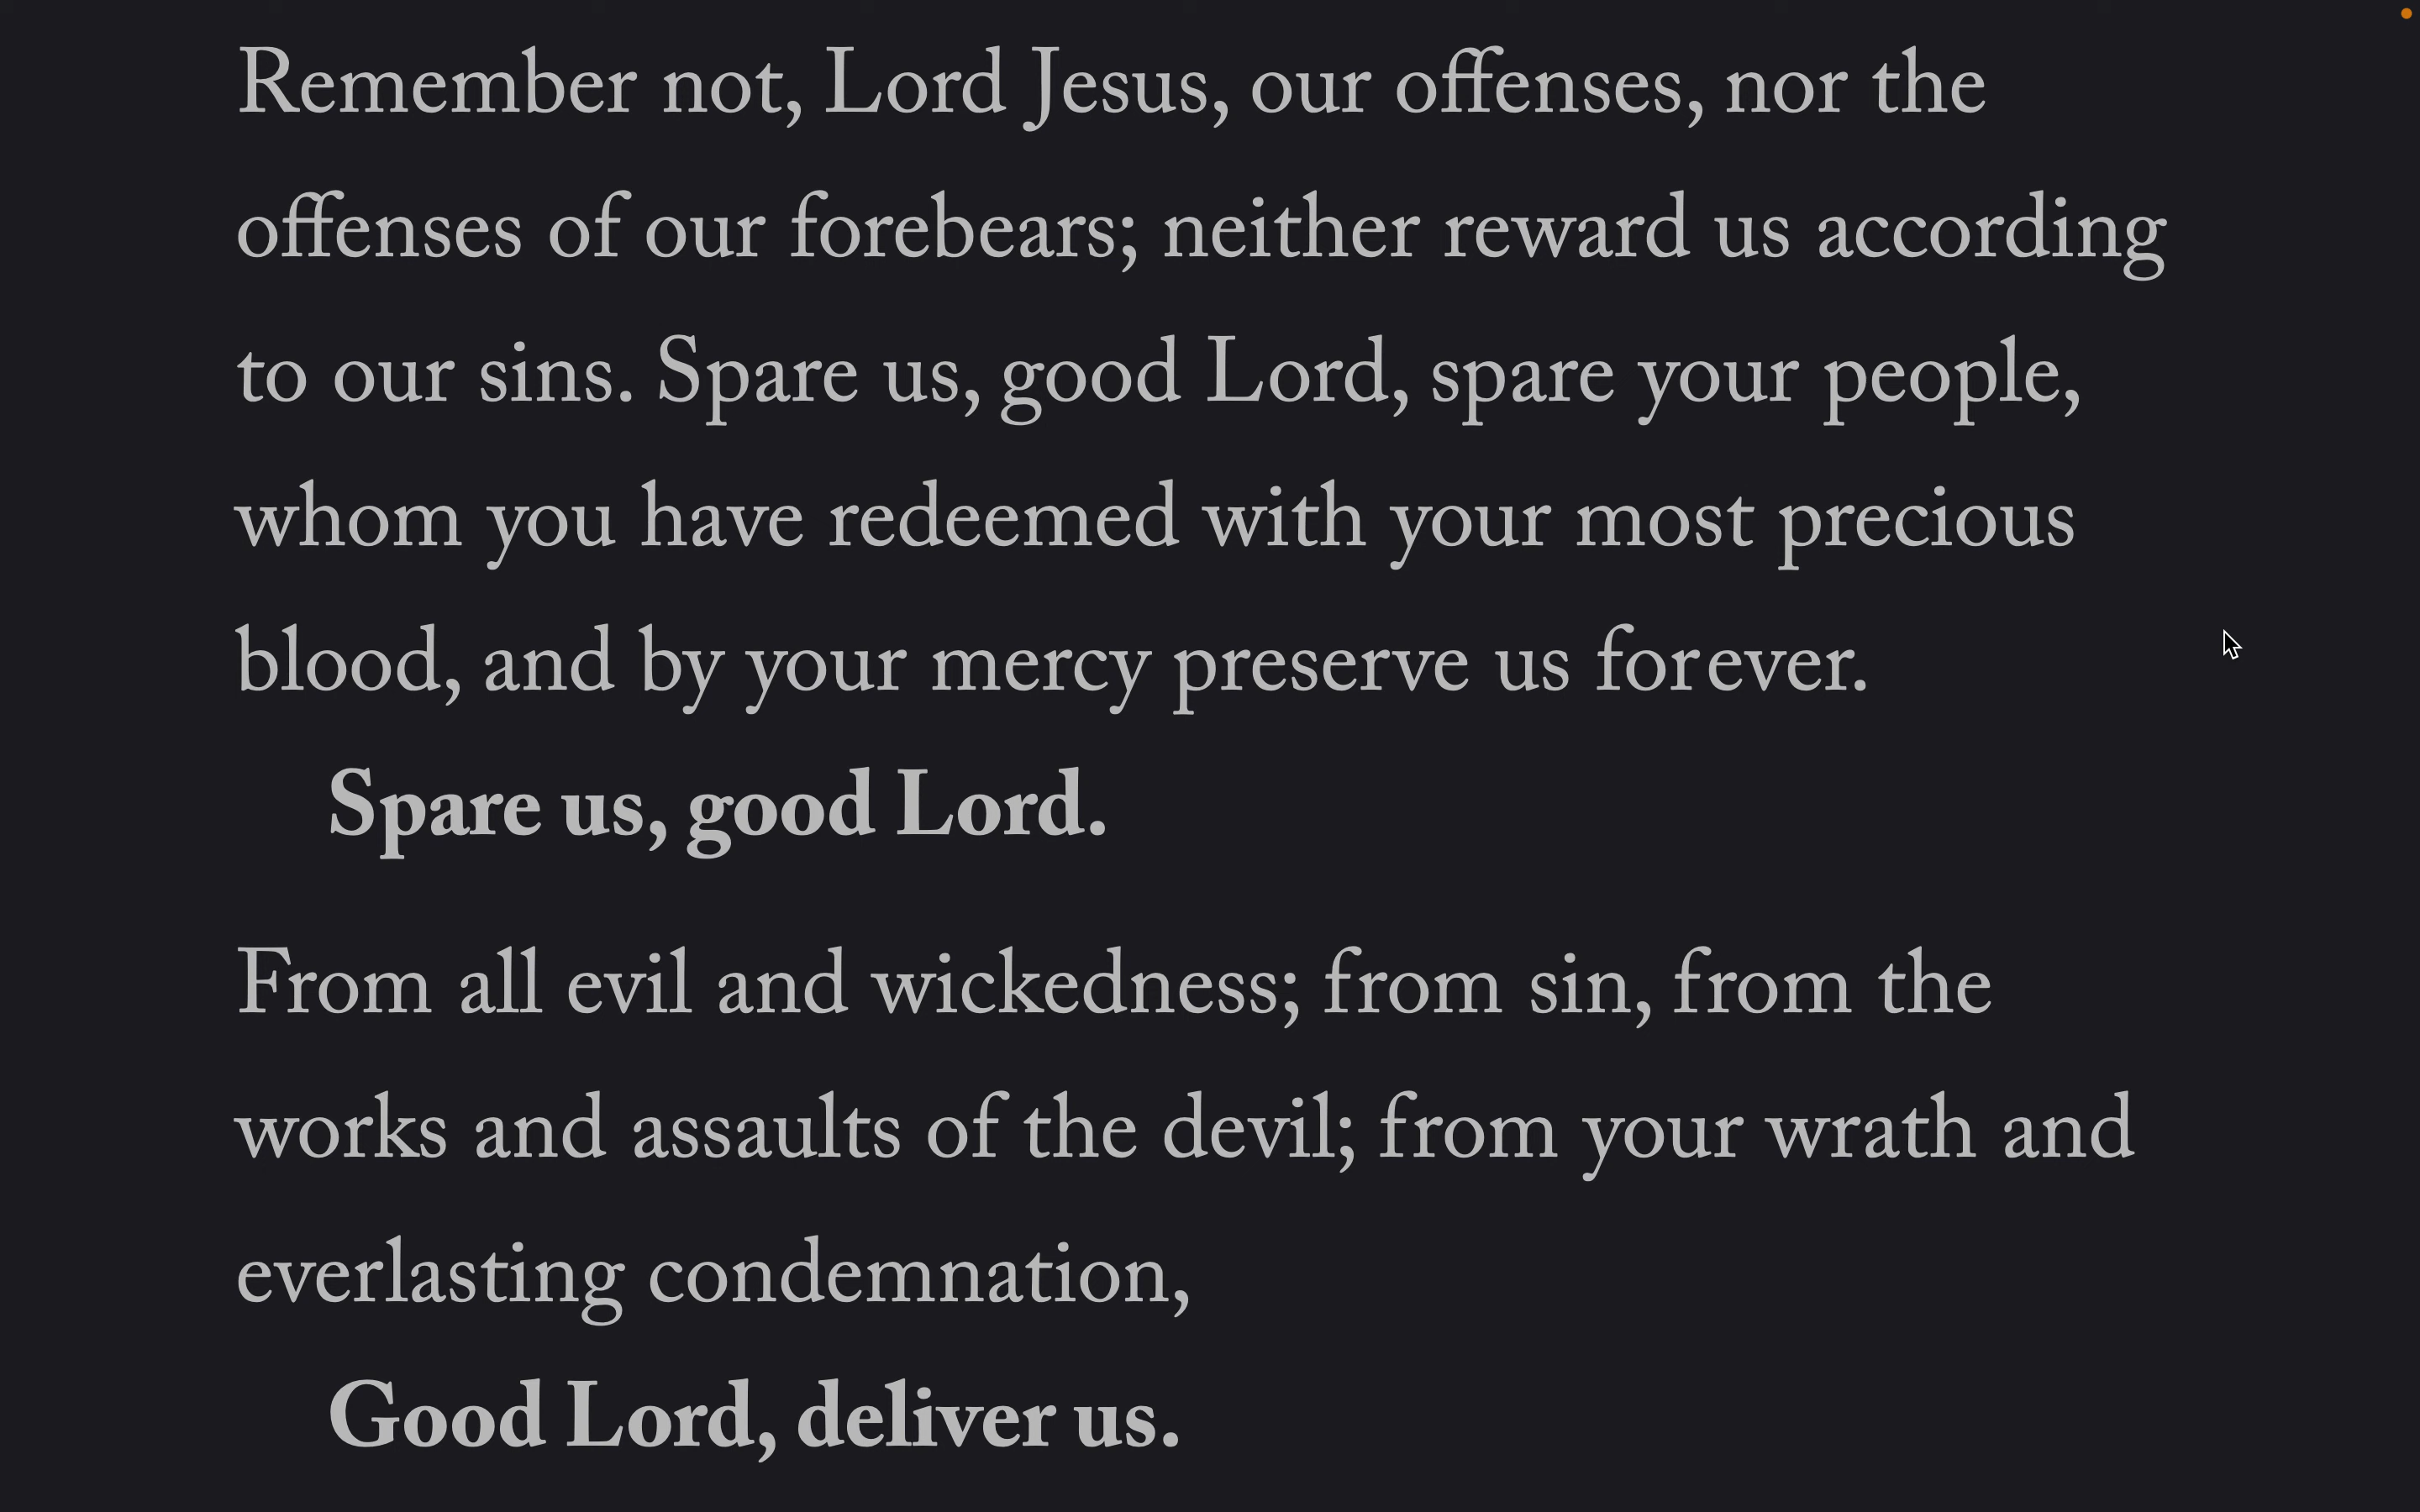 Remember not, Lord Jesus, our offenses, nor the
offenses of our forebears; neither reward us according
to our sins. Spare us, good Lord, spare your people,
whom you have redeemed with your most precious
blood, and by your mercy preserve us forever.
Spare us, good Lord.
From all evil and wickedness; from sin, from the
works and assaults of the devil; from your wrath and
everlasting condemnation,
Good Lord, deliver us.